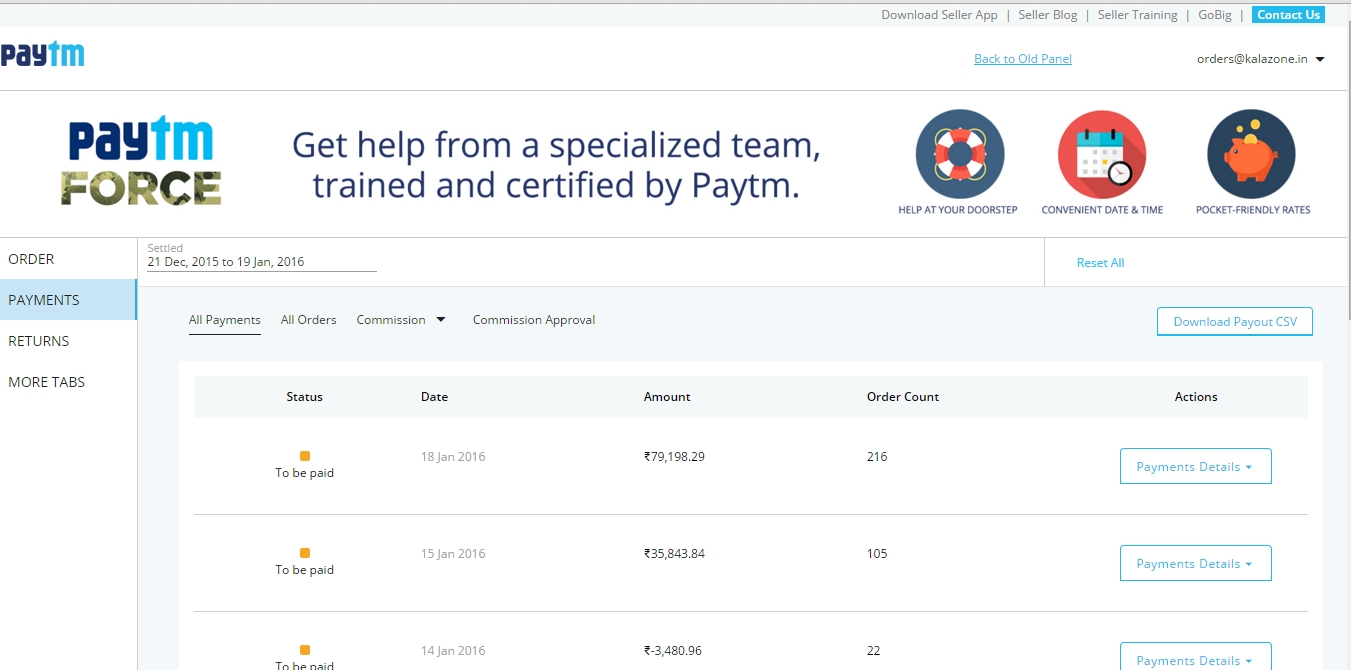 Download Seller App | Seller Blog | Seller Training | GoBig | Contact Us
paytm
Back to Old Panel
orders@kalazone.in
paytm
FORCE
Get help from a specialized team,
trained and certified by Paytm.
HELP AT YOUR DOORSTEP
CONVENIENT DATE & TIME
POCKET-FRIENDLY RATES
ORDER
PAYMENTS
RETURNS
MORE TABS
Settled
21 Dec, 2015 to 19 Jan, 2016
Reset All
All Payments All Orders Commission Commission Approval
Download Payout CSV
Status Date Amount Order Count Actions
To be paid 18 Jan 2016 ₹79,198.29 216 Payments Details
To be paid 15 Jan 2016 ₹35,843.84 105 Payments Details
To be paid 14 Jan 2016 ₹-3,480.96 22 Payments Details